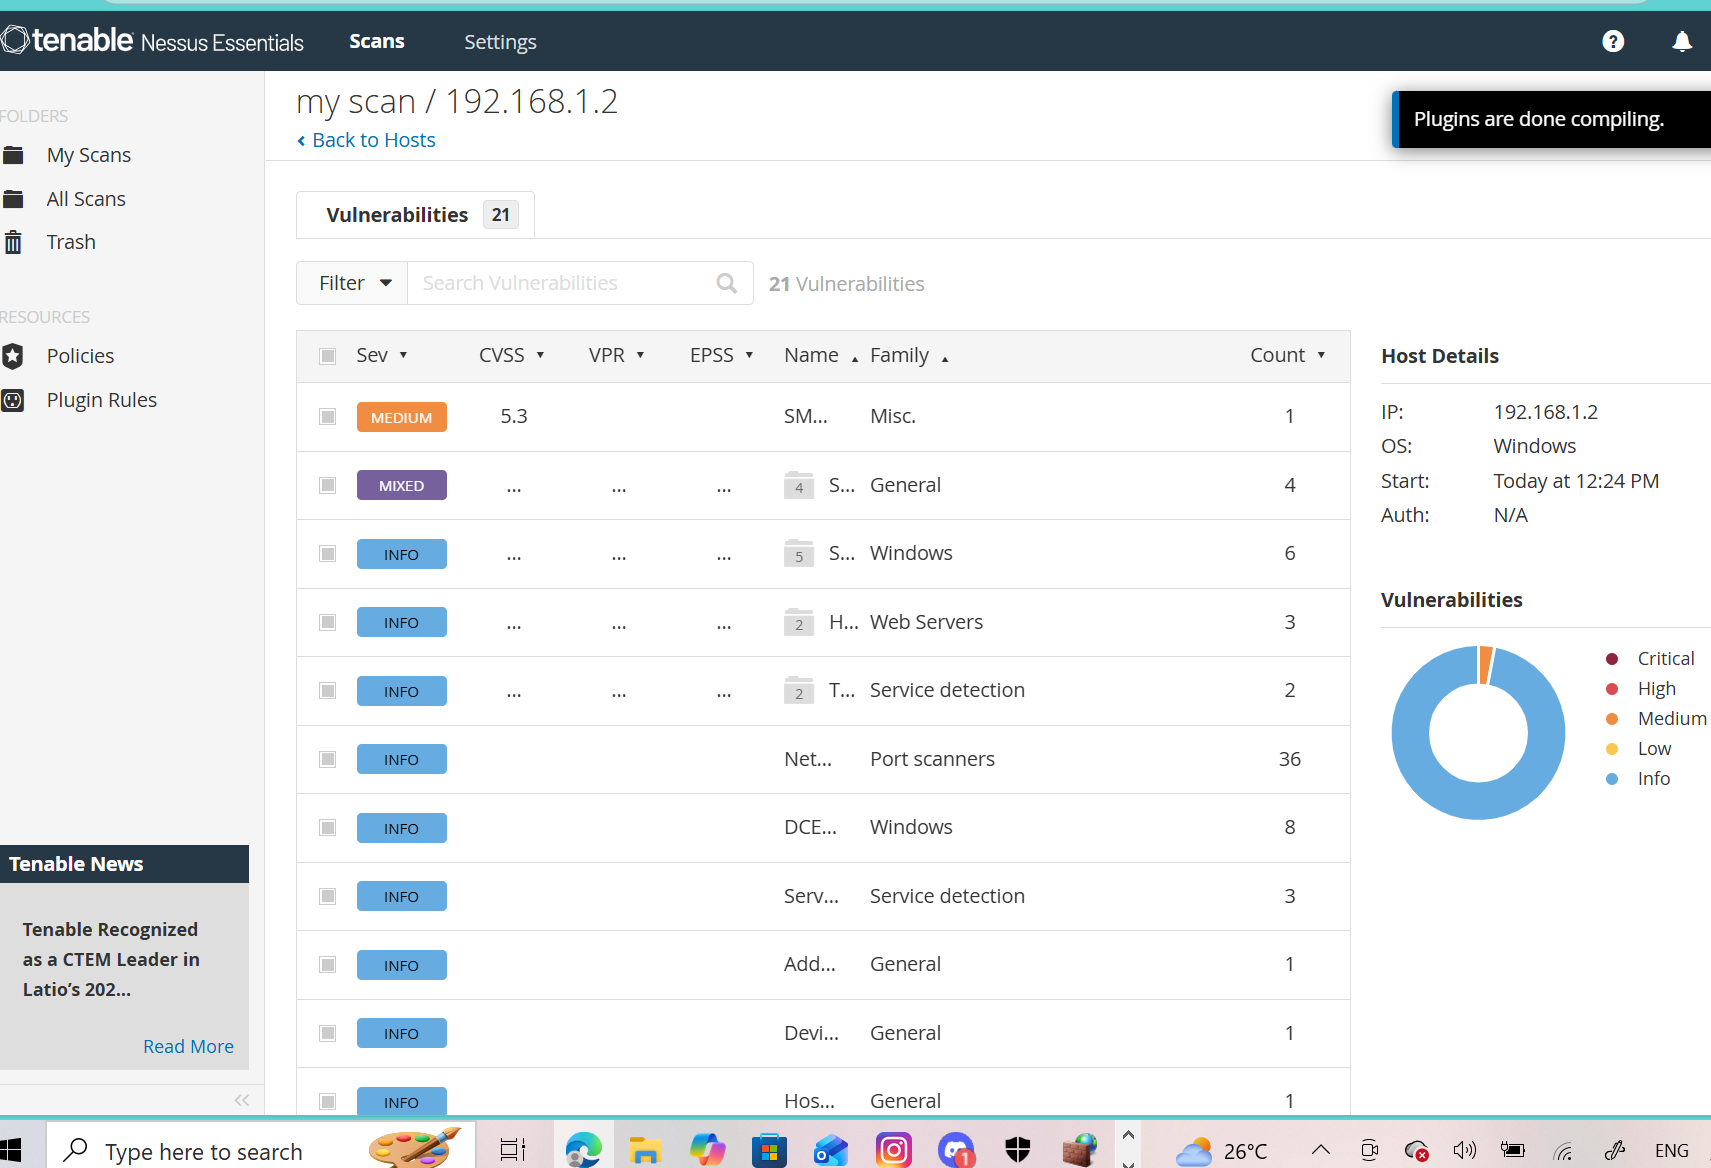 tenable Nessus Essentials Scans Settings
FOLDERS
My Scans
All Scans
Trash
RESOURCES
Policies
Plugin Rules
my scan / 192.168.1.2
Back to Hosts
Plugins are done compiling.
Vulnerabilities 21
Filter Search Vulnerabilities 21 Vulnerabilities
Sev CVSS VPR EPSS Name Family Count
MEDIUM 5.3 SM... Misc. 1
MIXED ... ... ... 4 S... General 4
INFO ... ... ... 5 S... Windows 6
INFO ... ... ... 2 H... Web Servers 3
INFO ... ... ... 2 T... Service detection 2
INFO Net... Port scanners 36
INFO DCE... Windows 8
INFO Serv... Service detection 3
INFO Add... General 1
INFO Devi... General 1
INFO Hos... General 1
Host Details
IP: 192.168.1.2
OS: Windows
Start: Today at 12:24 PM
Auth: N/A
Vulnerabilities
Critical
High
Medium
Low
Info
Tenable News
Tenable Recognized
as a CTEM Leader in
Latio's 202...
Read More
Type here to search 1 26°C ENG